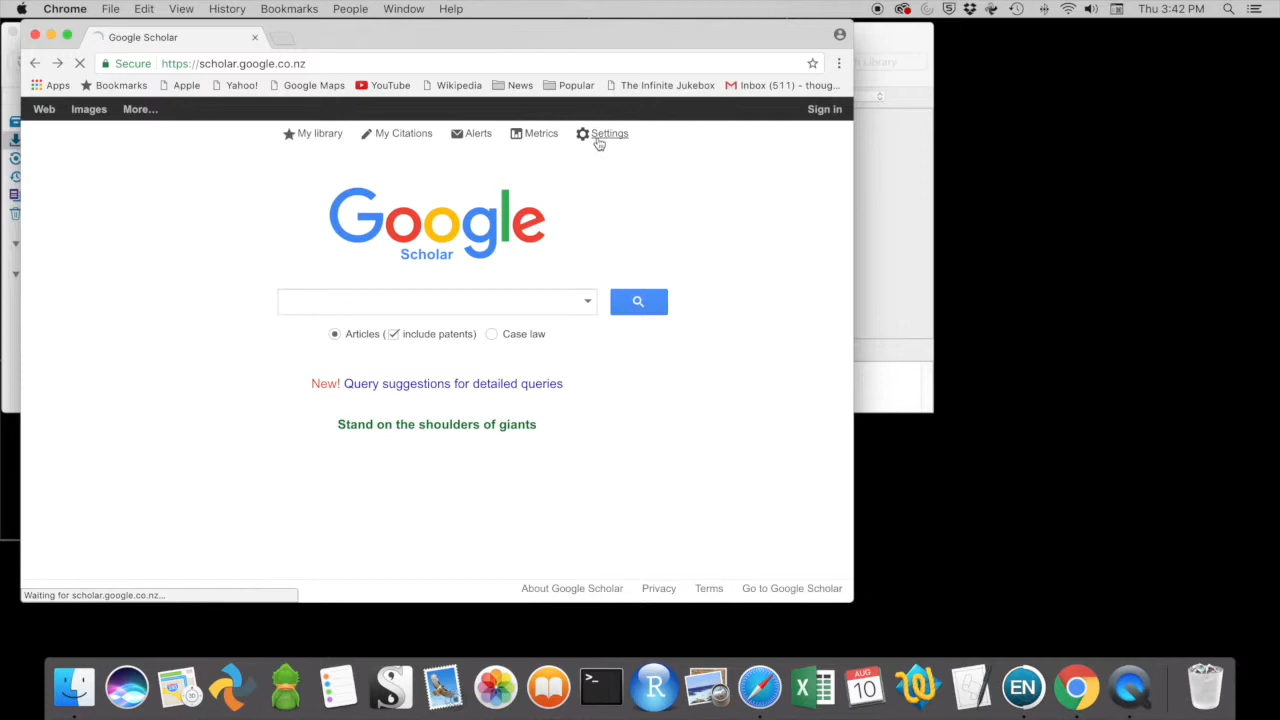 Chrome File Edit View History Bookmarks People Window Help
Thu 3:42 PM
Google Scholar
Secure https://scholar.google.co.nz
Apps Bookmarks Apple Yahoo! Google Maps YouTube Wikipedia News Popular The Infinite Jukebox Inbox (511) - thoug...
Library
Web Images More... Sign in
My library My Citations Alerts Metrics Settings
Google
Scholar
Articles (include patents) Case law
New! Query suggestions for detailed queries
Stand on the shoulders of giants
About Google Scholar Privacy Terms Go to Google Scholar
Waiting for scholar.google.co.nz...
3D
S
>_
R
X
AUG
10
EN